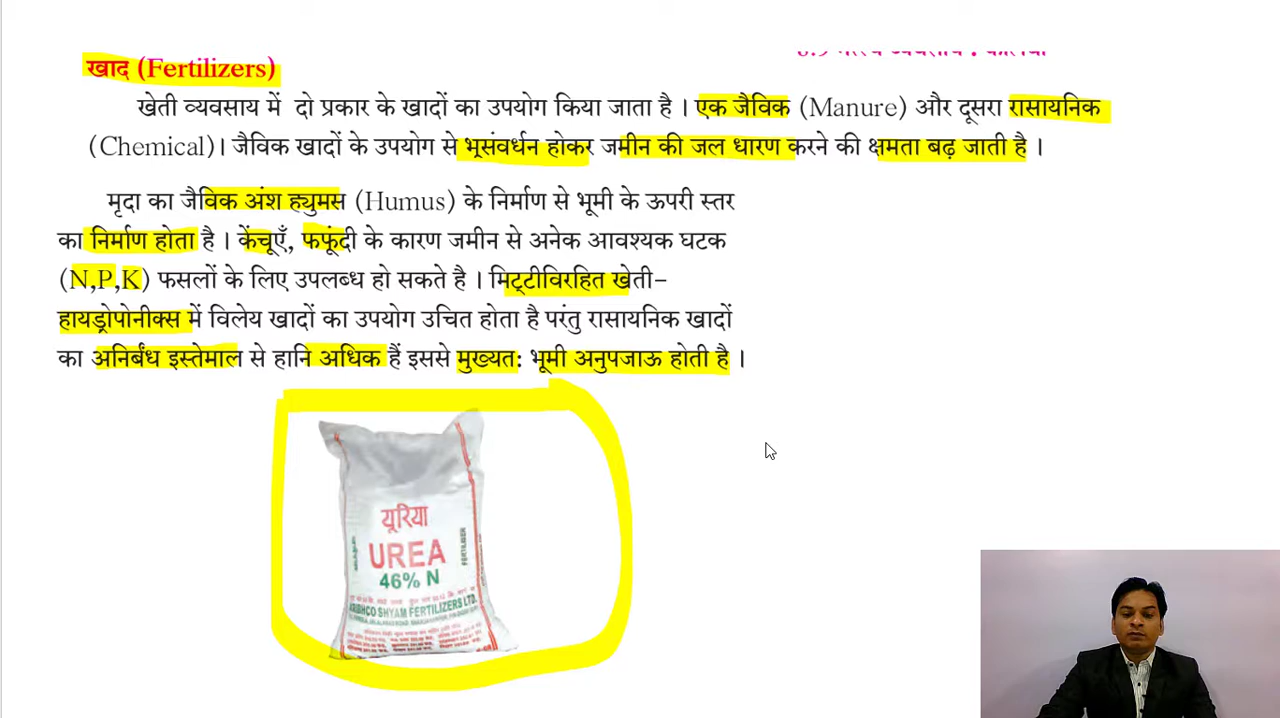 खाद (Fertilizers)
खेती व्यवसाय में दो प्रकार के खादों का उपयोग किया जाता है । एक जैविक (Manure) और दूसरा रासायनिक
(Chemical)। जैविक खादों के उपयोग से भूसंवर्धन होकर जमीन की जल धारण करने की क्षमता बढ़ जाती है ।
मृदा का जैविक अंश ह्युमस (Humus) के निर्माण से भूमी के ऊपरी स्तर
का निर्माण होता है । केंचूएँ, फफूंदी के कारण जमीन से अनेक आवश्यक घटक
(N,P,K) फसलों के लिए उपलब्ध हो सकते है । मिट्टीविरहित खेती-
हायड्रोपोनीक्स में विलेय खादों का उपयोग उचित होता है परंतु रासायनिक खादों
का अनिर्बंध इस्तेमाल से हानि अधिक हैं इससे मुख्यत: भूमी अनुपजाऊ होती है ।
यूरिया
UREA
46% N
FERTILIZER
SHYAM FERTILIZERS LTD.